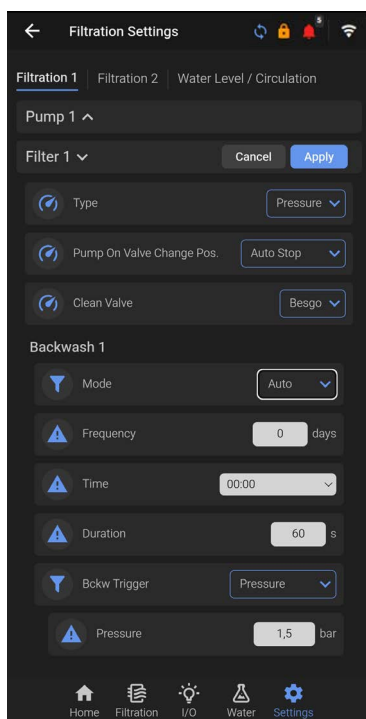 Filtration Settings
5
Filtration 1 Filtration 2 Water Level / Circulation
Pump 1
Filter 1 Cancel Apply
Type Pressure
Pump On Valve Change Pos. Auto Stop
Clean Valve Besgo
Backwash 1
Mode Auto
Frequency 0 days
Time 00:00
Duration 60 s
Bckw Trigger Pressure
Pressure 1,5 bar
Home Filtration I/O Water Settings